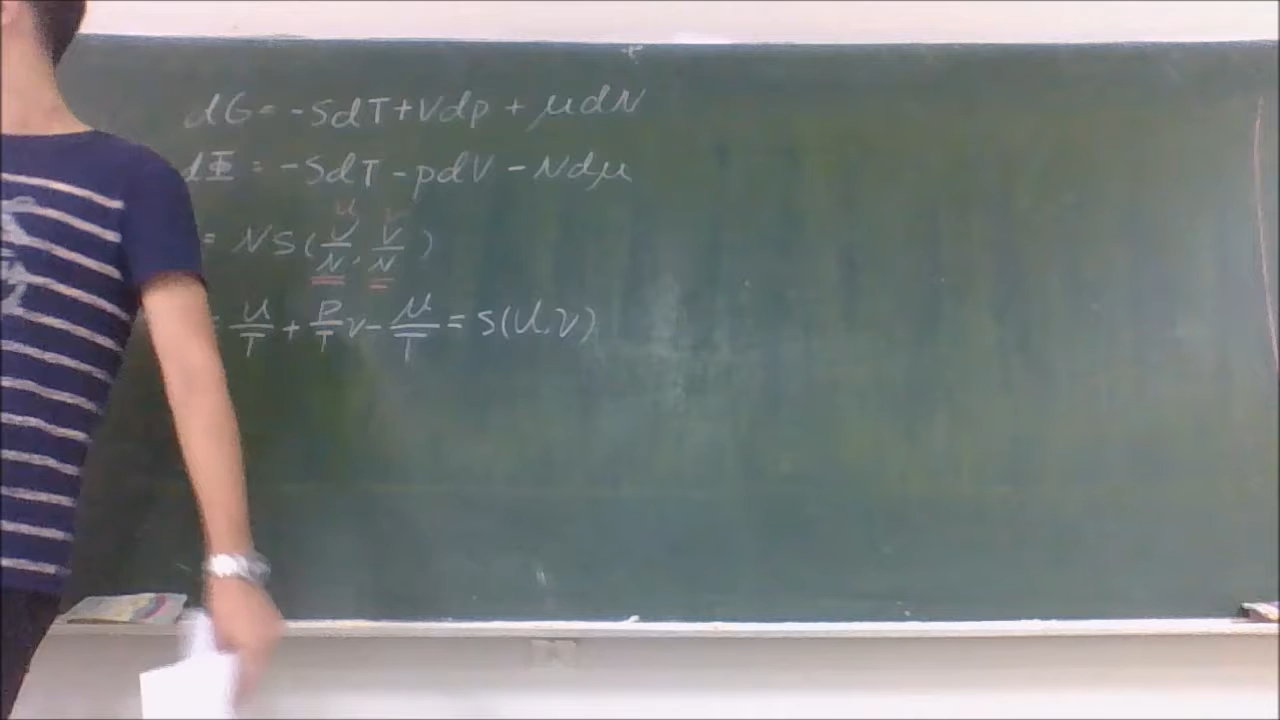 dG = -SdT + Vdp + μdN
dΦ = -SdT - pdV - Ndμ
u v
= NS(U/N, V/N)
= u/T + p/T v - μ/T = s(u,v)